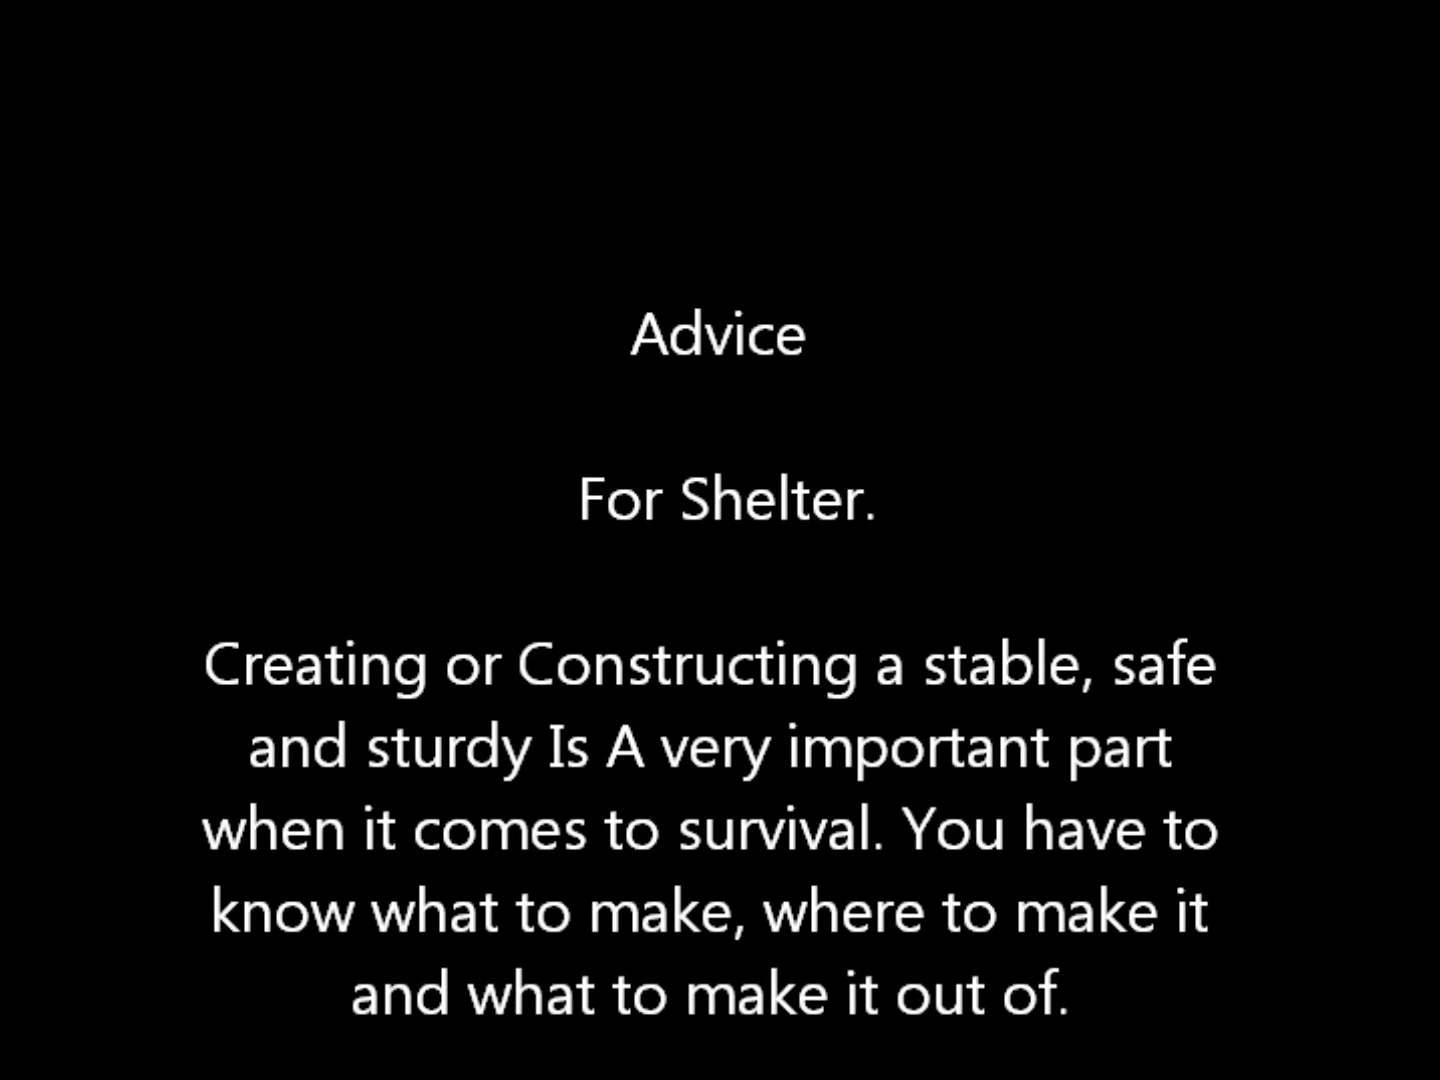 Advice
For Shelter.
Creating or Constructing a stable, safe
and sturdy Is A very important part
when it comes to survival. You have to
know what to make, where to make it
and what to make it out of.